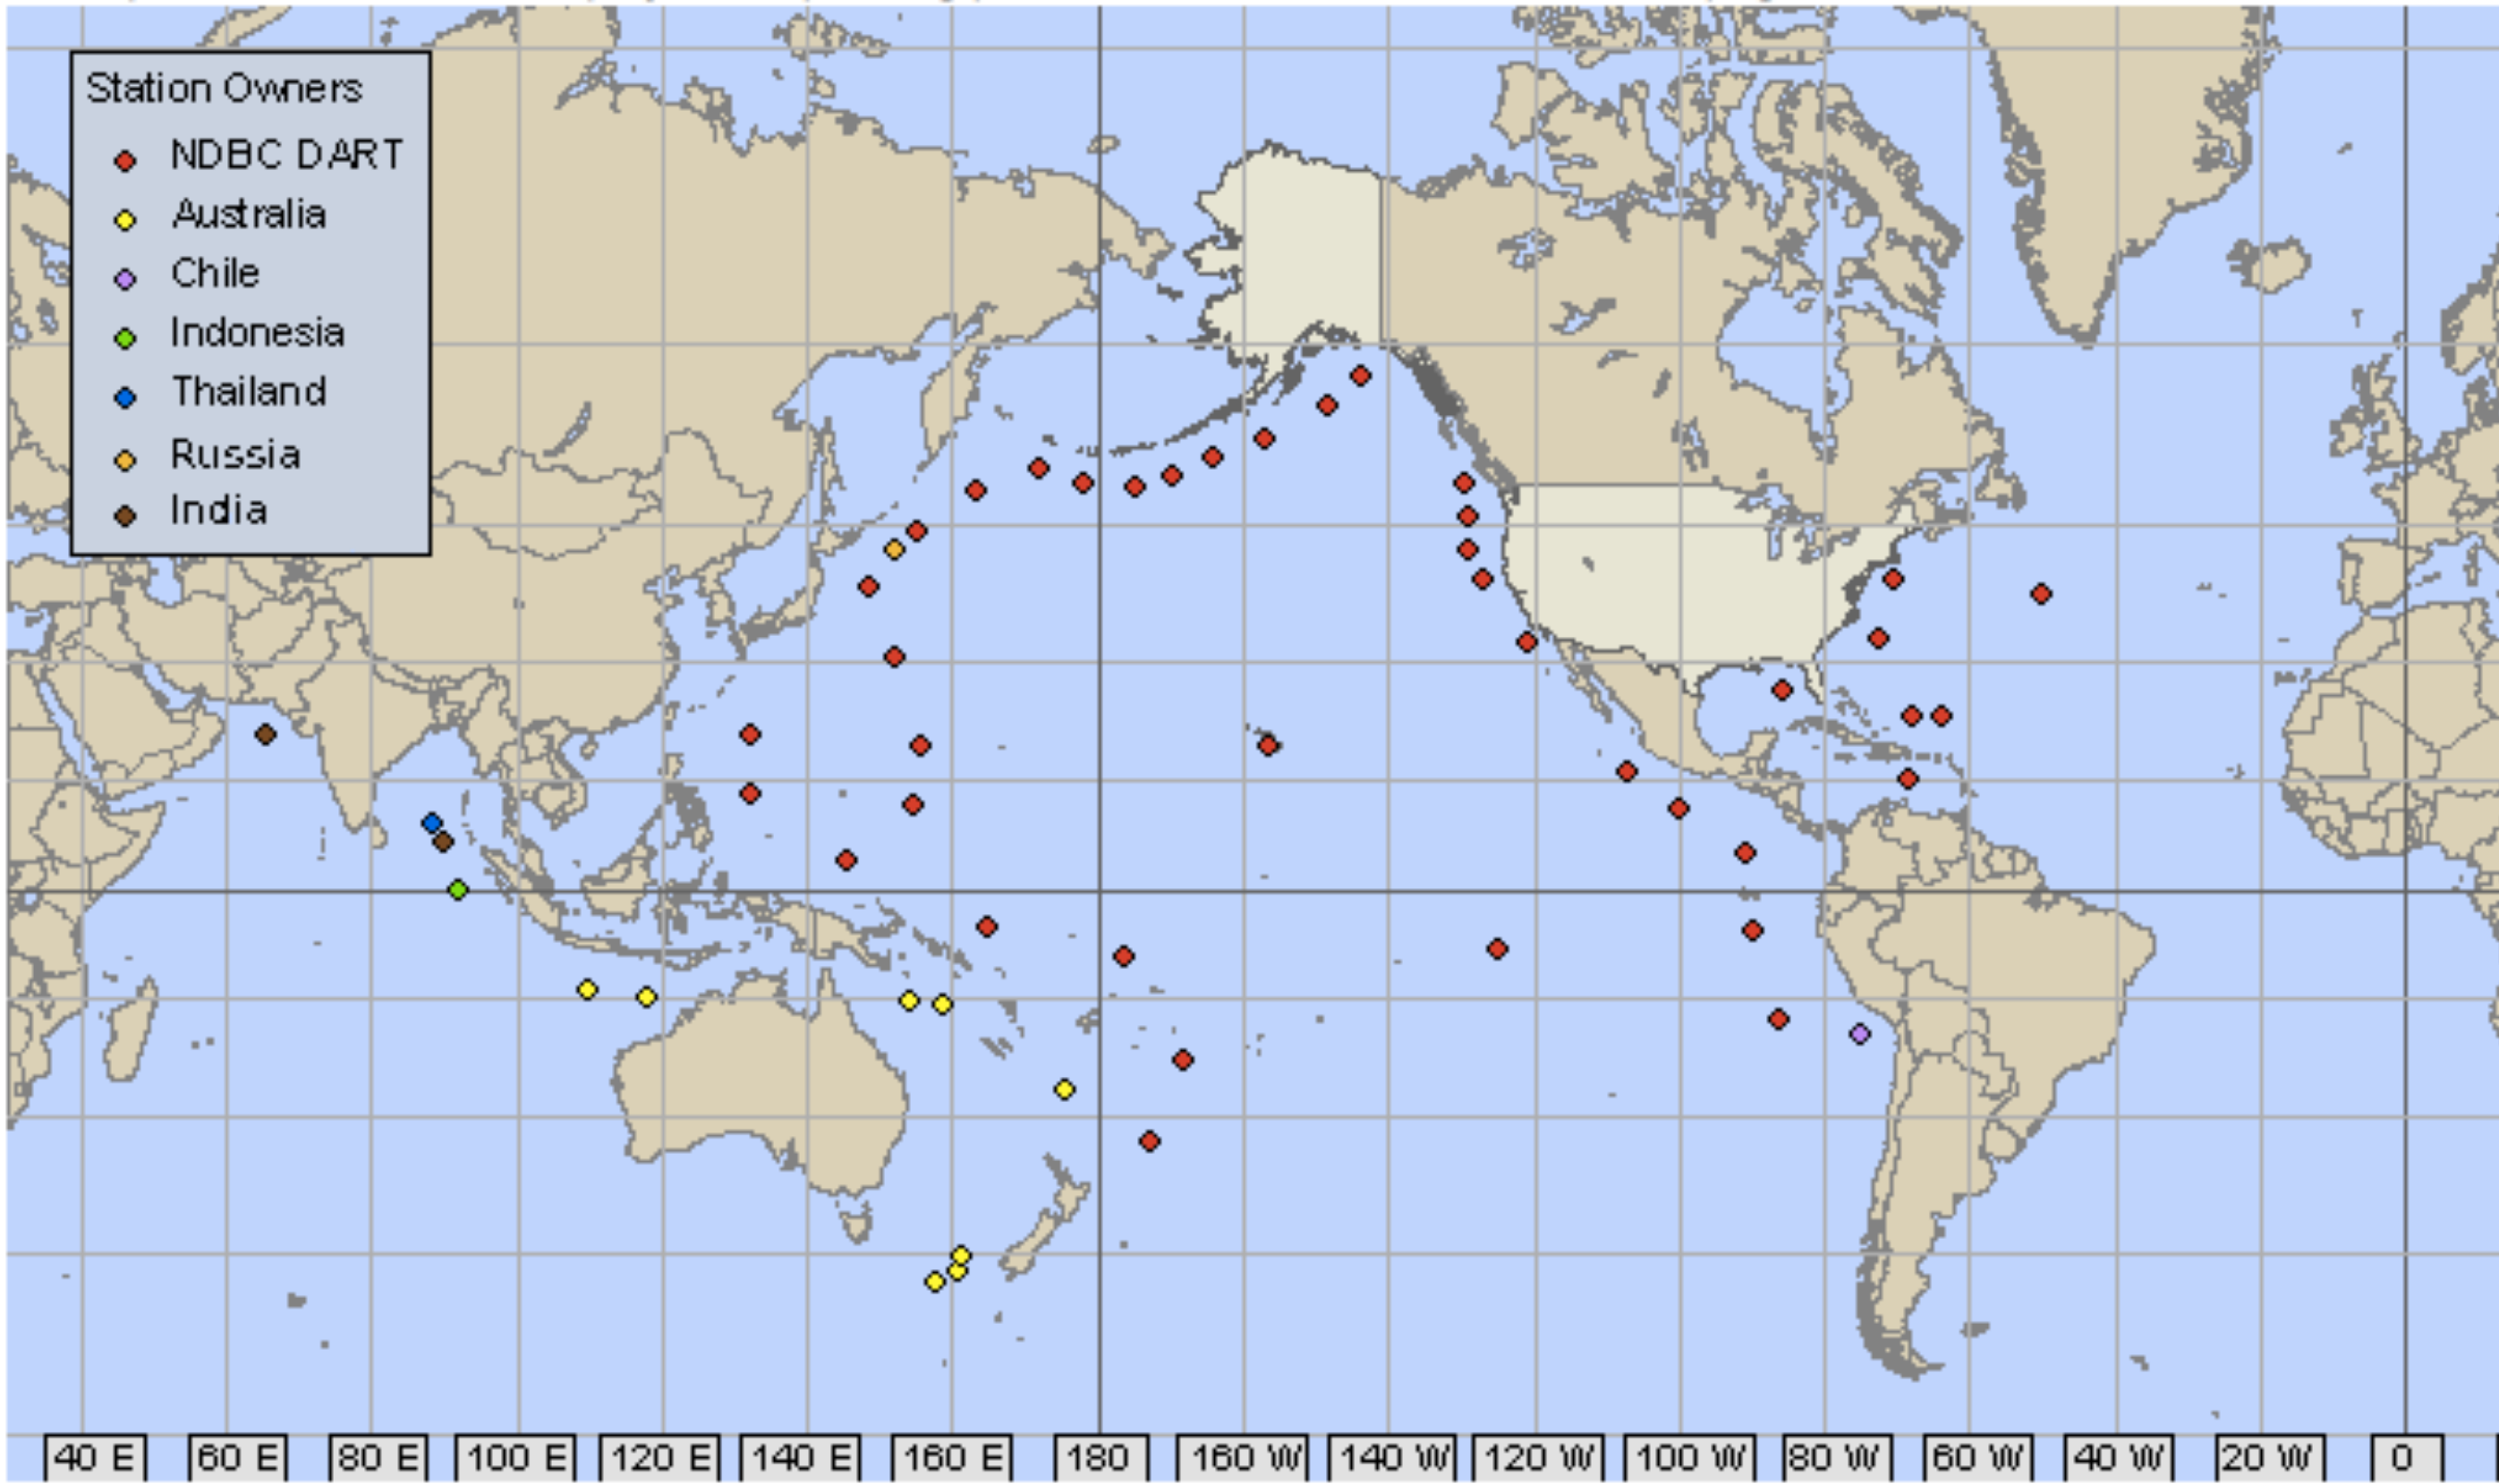 Station Owners
NDBC DART
Australia
Chile
Indonesia
Thailand
Russia
India
40 E 60 E 80 E 100 E 120 E 140 E 160 E 180 160 W 140 W 120 W 100 W 80 W 60 W 40 W 20 W 0